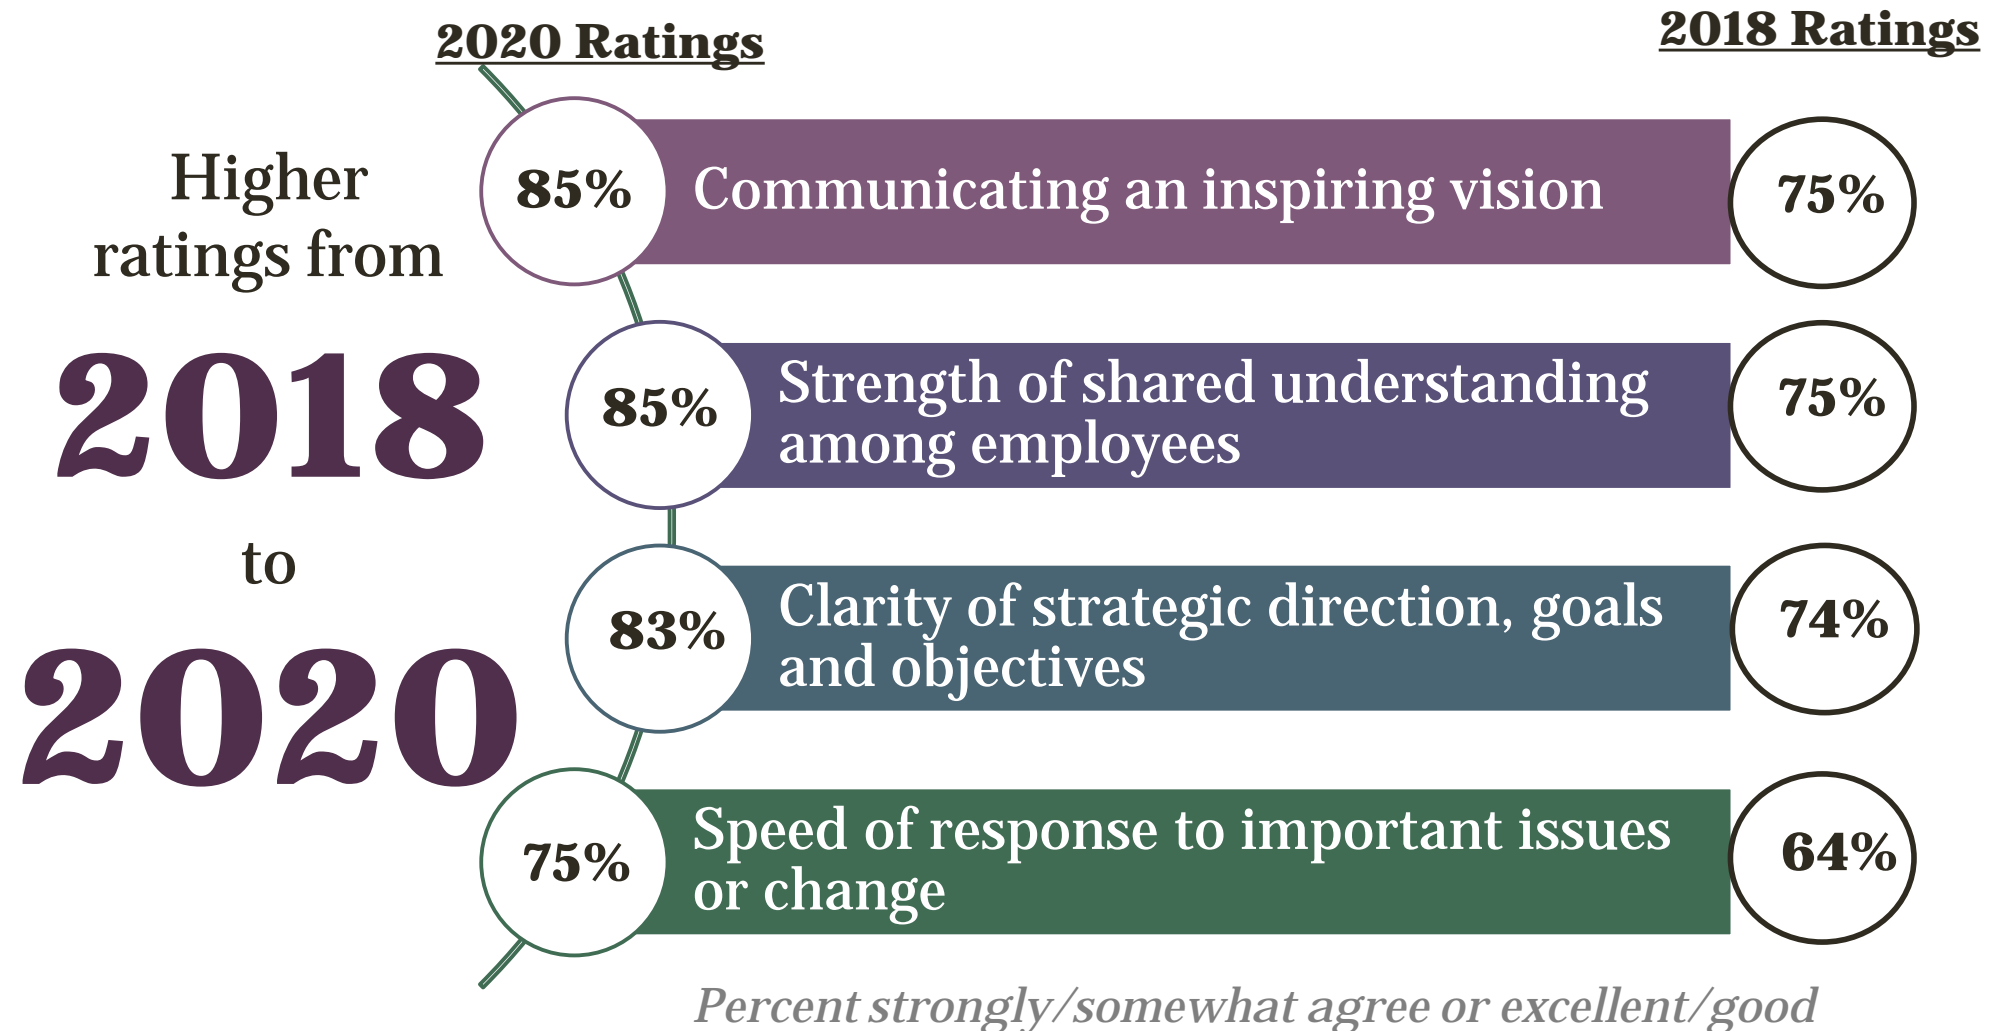 2020 Ratings
2018 Ratings
Higher
ratings from
2018
to
2020
85%
Communicating an inspiring vision
75%
85%
Strength of shared understanding
among employees
75%
83%
Clarity of strategic direction, goals
and objectives
74%
75%
Speed of response to important issues
or change
64%
Percent strongly/somewhat agree or excellent/good